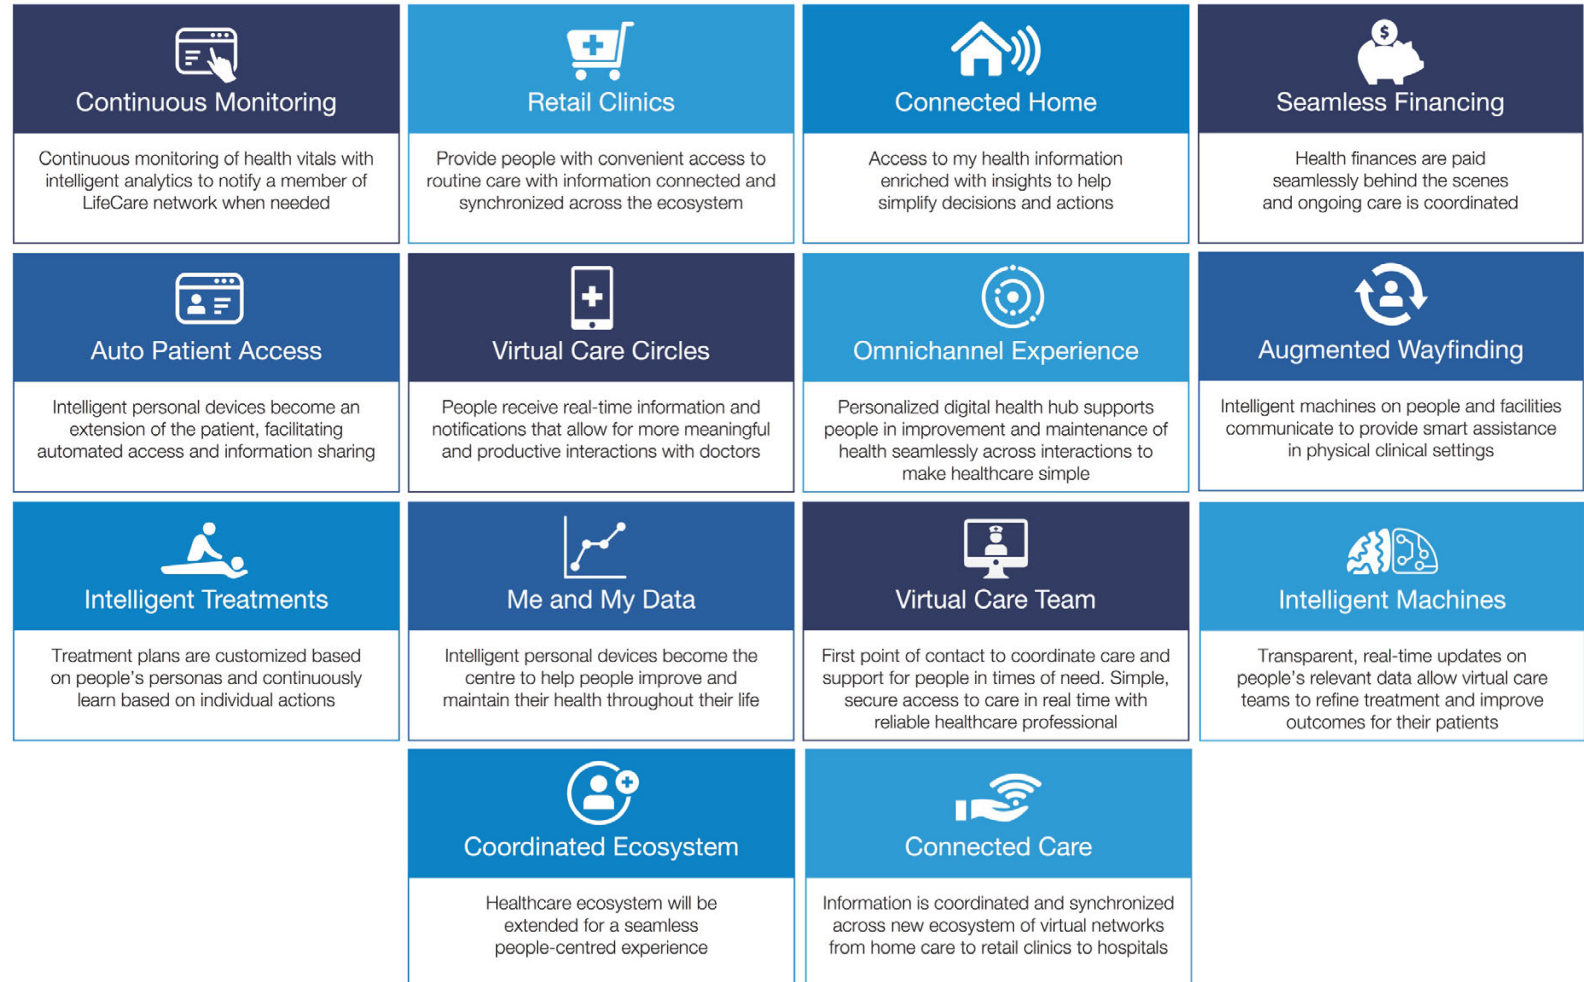 Continuous Monitoring
Continuous monitoring of health vitals with
intelligent analytics to notify a member of
LifeCare network when needed
Retail Clinics
Provide people with convenient access to
routine care with information connected and
synchronized across the ecosystem
Connected Home
Access to my health information
enriched with insights to help
simplify decisions and actions
$
Seamless Financing
Health finances are paid
seamlessly behind the scenes
and ongoing care is coordinated
Auto Patient Access
Intelligent personal devices become an
extension of the patient, facilitating
automated access and information sharing
Virtual Care Circles
People receive real-time information and
notifications that allow for more meaningful
and productive interactions with doctors
Omnichannel Experience
Personalized digital health hub supports
people in improvement and maintenance of
health seamlessly across interactions to
make healthcare simple
Augmented Wayfinding
Intelligent machines on people and facilities
communicate to provide smart assistance
in physical clinical settings
Intelligent Treatments
Treatment plans are customized based
on people's personas and continuously
learn based on individual actions
Me and My Data
Intelligent personal devices become the
centre to help people improve and
maintain their health throughout their life
Virtual Care Team
First point of contact to coordinate care and
support for people in times of need. Simple,
secure access to care in real time with
reliable healthcare professional
Intelligent Machines
Transparent, real-time updates on
people's relevant data allow virtual care
teams to refine treatment and improve
outcomes for their patients
Coordinated Ecosystem
Healthcare ecosystem will be
extended for a seamless
people-centred experience
Connected Care
Information is coordinated and synchronized
across new ecosystem of virtual networks
from home care to retail clinics to hospitals